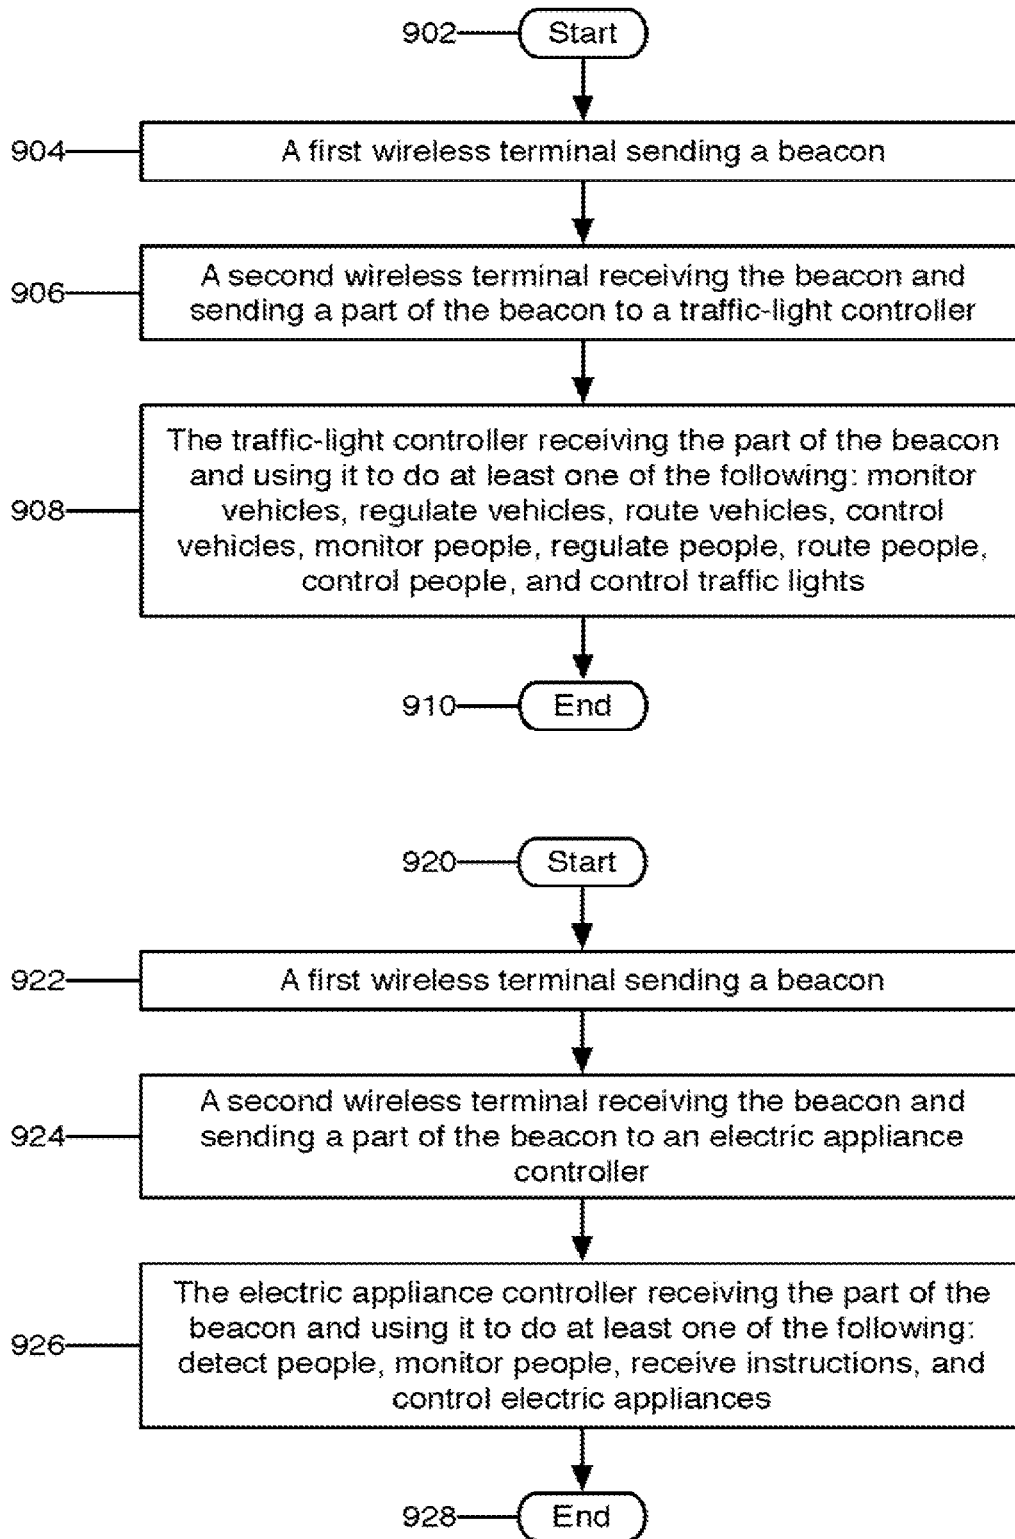 902 Start
904 A first wireless terminal sending a beacon
A second wireless terminal receiving the beacon and
906 sending a part of the beacon to a traffic-light controller
The traffic-light controller receiving the part of the beacon
and using it to do at least one of the following: monitor
908 vehicles, regulate vehicles, route vehicles, control
vehicles, monitor people, regulate people, route people,
control people, and control traffic lights
910 End
920 Start
922 A first wireless terminal sending a beacon
A second wireless terminal receiving the beacon and
924 sending a part of the beacon to an electric appliance
controller
The electric appliance controller receiving the part of the
beacon and using it to do at least one of the following:
926 detect people, monitor people, receive instructions, and
control electric appliances
928 End